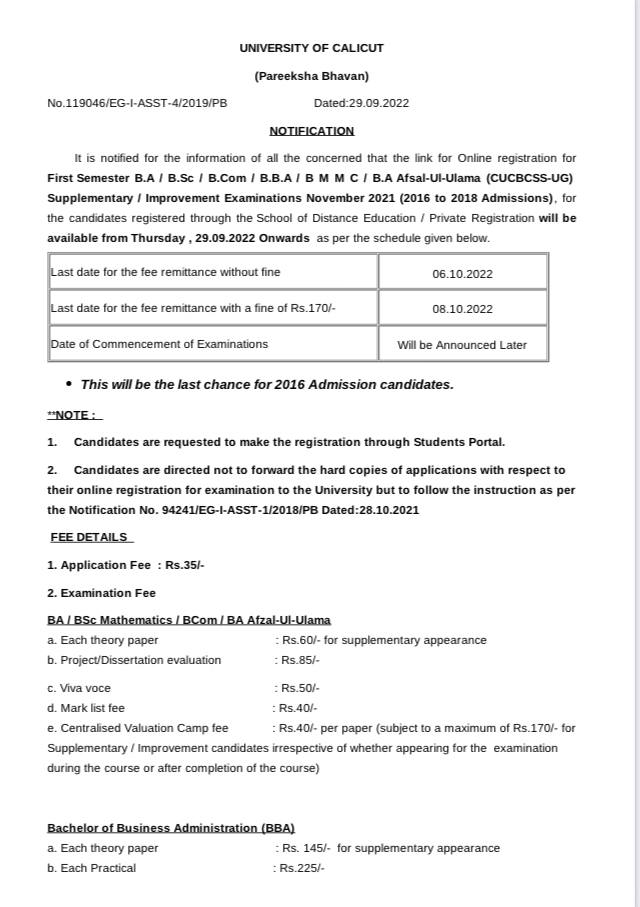 UNIVERSITY OF CALICUT
(Pareeksha Bhavan)
No.119046/EG-I-ASST-4/2019/PB Dated:29.09.2022
NOTIFICATION
It is notified for the information of all the concerned that the link for Online registration for
First Semester B.A / B.Sc / B.Com / B.B.A / B M M C / B.A Afsal-Ul-Ulama (CUCBCSS-UG)
Supplementary / Improvement Examinations November 2021 (2016 to 2018 Admissions), for
the candidates registered through the School of Distance Education / Private Registration will be
available from Thursday , 29.09.2022 Onwards as per the schedule given below.
Last date for the fee remittance without fine 06.10.2022
Last date for the fee remittance with a fine of Rs.170/- 08.10.2022
Date of Commencement of Examinations Will be Announced Later
• This will be the last chance for 2016 Admission candidates.
**NOTE :
1. Candidates are requested to make the registration through Students Portal.
2. Candidates are directed not to forward the hard copies of applications with respect to
their online registration for examination to the University but to follow the instruction as per
the Notification No. 94241/EG-I-ASST-1/2018/PB Dated:28.10.2021
FEE DETAILS
1. Application Fee : Rs.35/-
2. Examination Fee
BA / BSc Mathematics / BCom / BA Afzal-Ul-Ulama
a. Each theory paper : Rs.60/- for supplementary appearance
b. Project/Dissertation evaluation : Rs.85/-
c. Viva voce : Rs.50/-
d. Mark list fee : Rs.40/-
e. Centralised Valuation Camp fee : Rs.40/- per paper (subject to a maximum of Rs.170/- for
Supplementary / Improvement candidates irrespective of whether appearing for the examination
during the course or after completion of the course)
Bachelor of Business Administration (BBA)
a. Each theory paper : Rs. 145/- for supplementary appearance
b. Each Practical : Rs.225/-